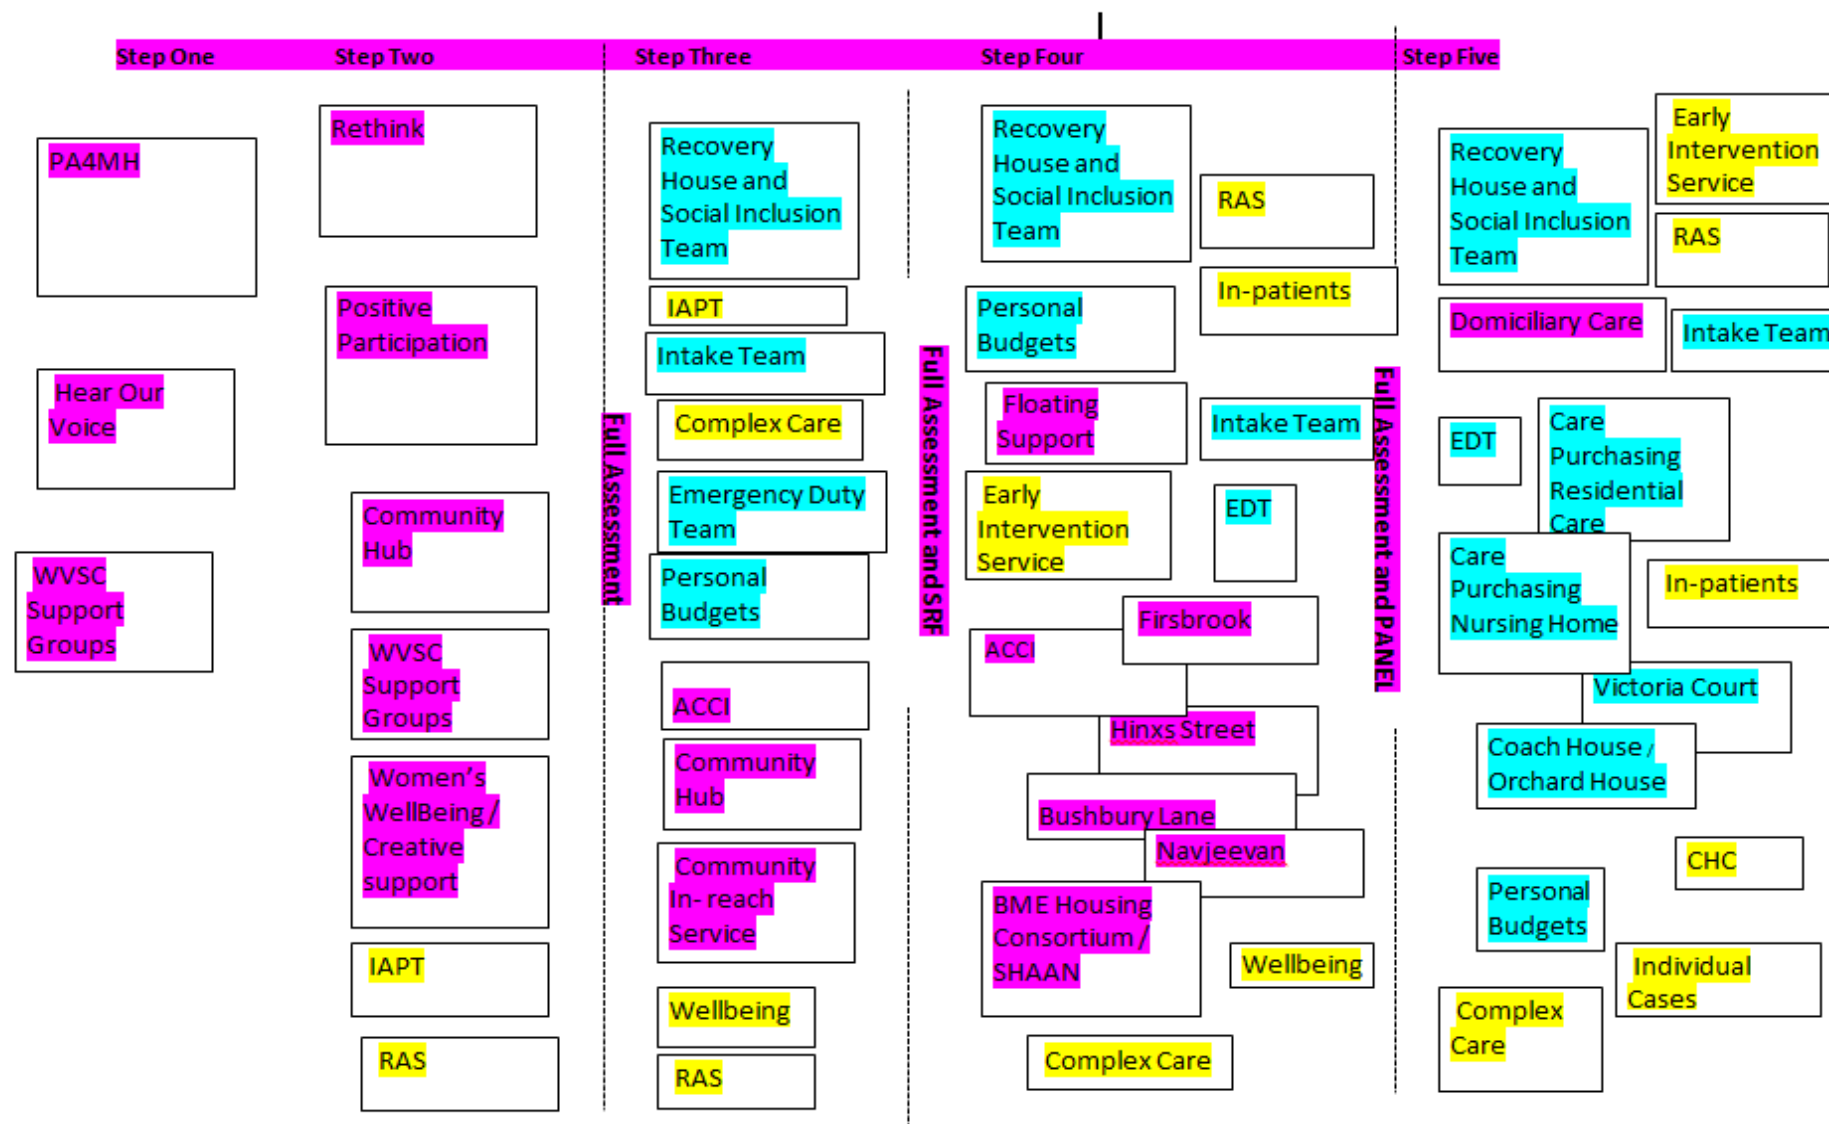 Step One
Step Two
Step Three
Step Four
Step Five
PA4MH
Hear Our
Voice
WVSC
Support
Groups
Rethink
Positive
Participation
Community
Hub
WVSC
Support
Groups
Women's
WellBeing /
Creative
support
IAPT
RAS
Full Assessment
Recovery
House and
Social Inclusion
Team
IAPT
Intake Team
Complex Care
Emergency Duty
Team
Personal
Budgets
ACCI
Community
Hub
Community
In- reach
Service
Wellbeing
RAS
Full Assessment and SRF
Recovery
House and
Social Inclusion
Team
RAS
In-patients
Personal
Budgets
Floating
Support
Intake Team
Early
Intervention
Service
EDT
Firsbrook
ACCI
Hinxs Street
Bushbury Lane
Navjeevan
BME Housing
Consortium /
SHAAN
Wellbeing
Complex Care
Full Assessment and PANEL
Recovery
House and
Social Inclusion
Team
Early
Intervention
Service
RAS
Domiciliary Care
Intake Team
EDT
Care
Purchasing
Residential
Care
Care
Purchasing
Nursing Home
In-patients
Victoria Court
Coach House /
Orchard House
CHC
Personal
Budgets
Individual
Cases
Complex
Care